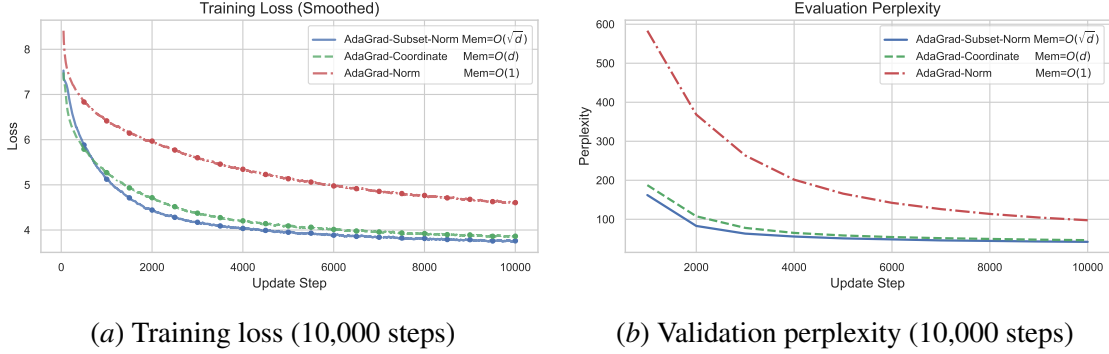 Training Loss (Smoothed)
AdaGrad-Subset-Norm Mem=O(√d)
AdaGrad-Coordinate Mem=O(d)
AdaGrad-Norm Mem=O(1)
Loss
8
7
6
5
4
0 2000 4000 6000 8000 10000
Update Step
(a) Training loss (10,000 steps)
Evaluation Perplexity
AdaGrad-Subset-Norm Mem=O(√d)
AdaGrad-Coordinate Mem=O(d)
AdaGrad-Norm Mem=O(1)
Perplexity
600
500
400
300
200
100
2000 4000 6000 8000 10000
Update Step
(b) Validation perplexity (10,000 steps)